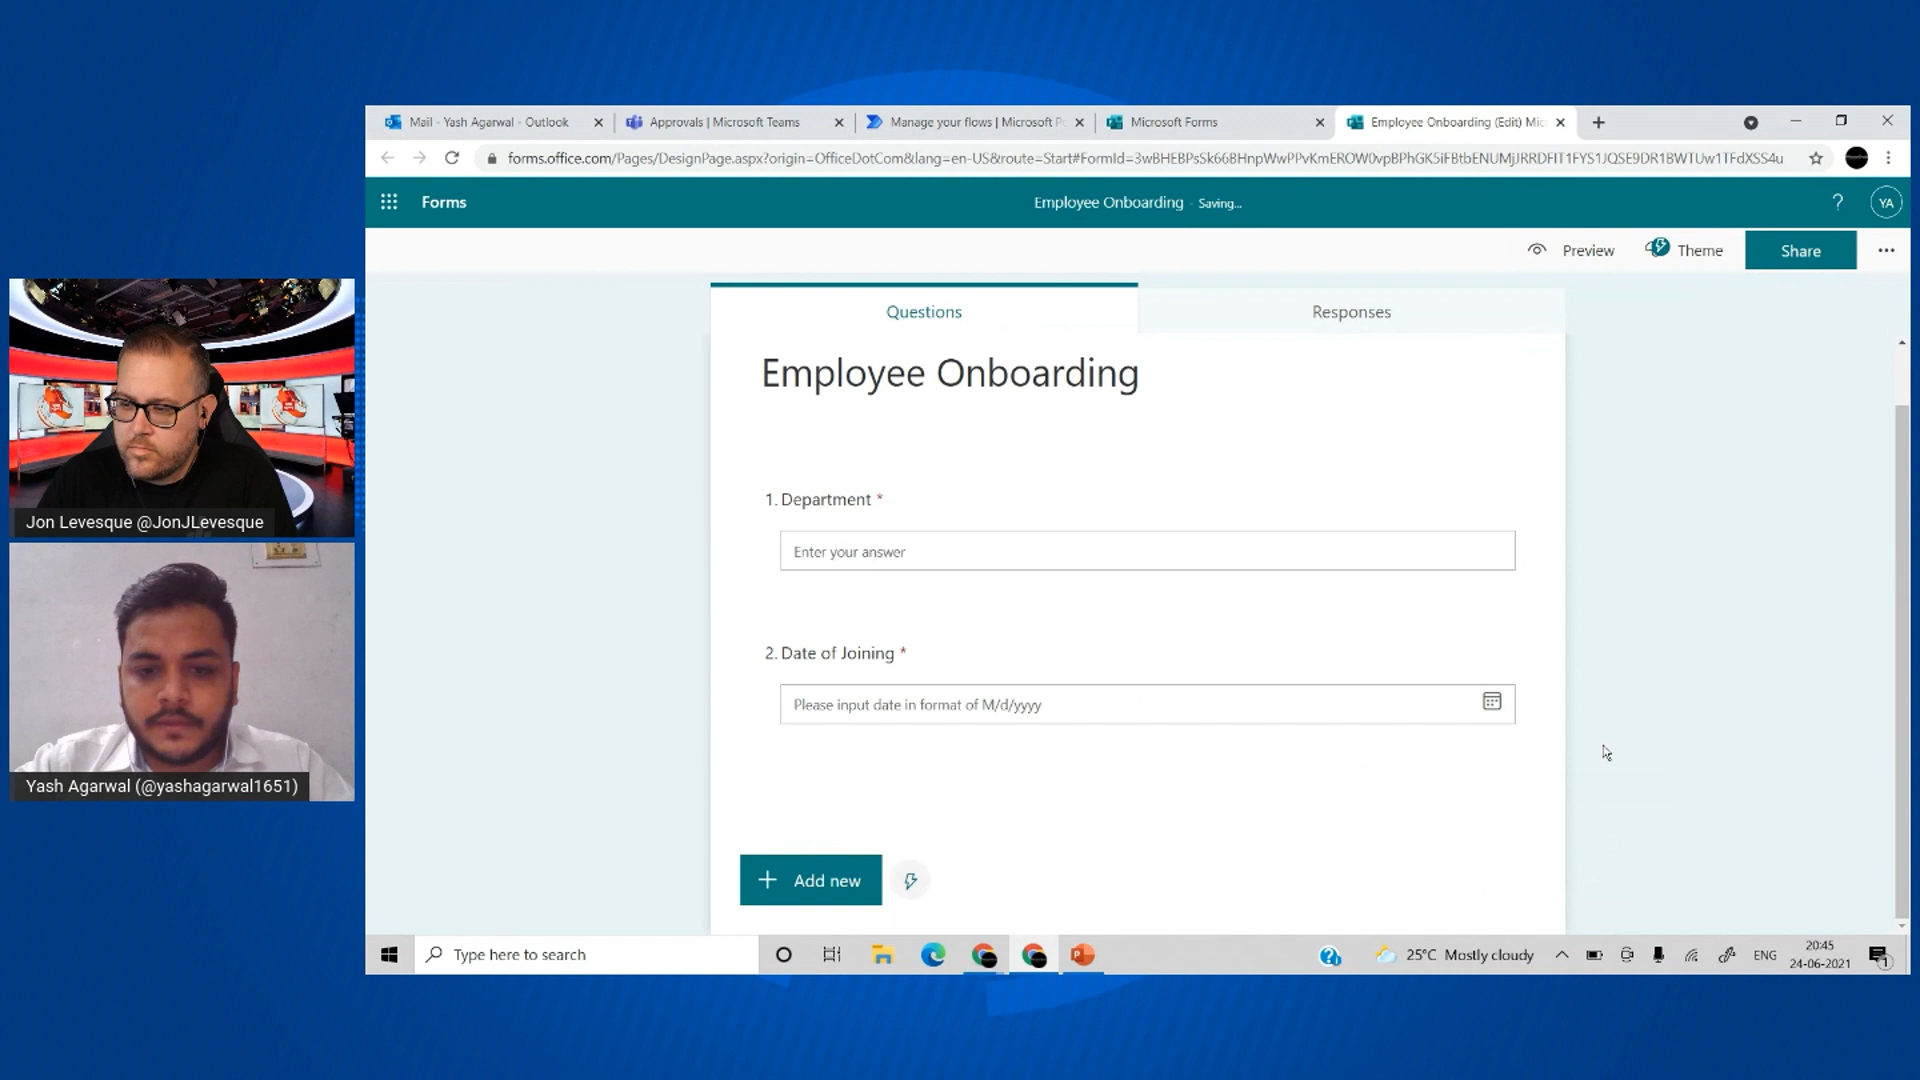 Mail - Yash Agarwal - Outlook
Approvals | Microsoft Teams
Manage your flows | Microsoft Po
Microsoft Forms
Employee Onboarding (Edit) Mic
forms.office.com/Pages/DesignPage.aspx?origin=OfficeDotCom&lang=en-US&route=Start#FormId=3wBHEBPsSk66BHnpWwPPvKmEROW0vpBPhGK5iFBtbENUMjJRRDFIT1FYS1JQSE9DR1BWTUw1TFdXSS4u
Forms
Employee Onboarding - Saving...
?
YA
Preview
Theme
Share
Questions
Responses
Employee Onboarding
1. Department *
Enter your answer
2. Date of Joining *
Please input date in format of M/d/yyyy
+ Add new
Jon Levesque @JonJLevesque
Yash Agarwal (@yashagarwal1651)
Type here to search
25°C Mostly cloudy
ENG
20:45
24-06-2021
1